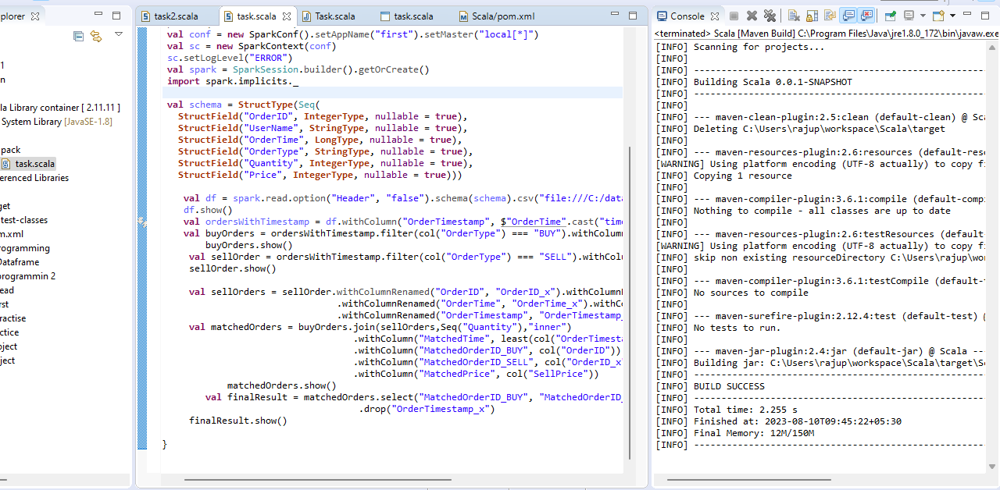 plorer
1
n
la Library container [ 2.11.11 ]
System Library [JavaSE-1.8]
pack
task.scala
erenced Libraries
get
test-classes
m.xml
rogramming
Dataframe
programmin 2
ead
rst
ractise
ctice
oject
ject
task2.scala
task.scala
Task.scala
task.scala
Scala/pom.xml
val conf = new SparkConf().setAppName("first").setMaster("local[*]")
val sc = new SparkContext(conf)
sc.setLogLevel("ERROR")
val spark = SparkSession.builder().getOrCreate()
import spark.implicits._
val schema = StructType(Seq(
StructField("OrderID", IntegerType, nullable = true),
StructField("UserName", StringType, nullable = true),
StructField("OrderTime", LongType, nullable = true),
StructField("OrderType", StringType, nullable = true),
StructField("Quantity", IntegerType, nullable = true),
StructField("Price", IntegerType, nullable = true)))
val df = spark.read.option("Header", "false").schema(schema).csv("file:///C:/data
df.show()
val ordersWithTimestamp = df.withColumn("OrderTimestamp", $"OrderTime".cast("time
val buyOrders = ordersWithTimestamp.filter(col("OrderType") === "BUY").withColumn
buyOrders.show()
val sellOrder = ordersWithTimestamp.filter(col("OrderType") === "SELL").withColu
sellOrder.show()
val sellOrders = sellOrder.withColumnRenamed("OrderID", "OrderID_x").withColumn
.withColumnRenamed("OrderTime", "OrderTime_x").withCo
.withColumnRenamed("OrderTimestamp", "OrderTimestamp_
val matchedOrders = buyOrders.join(sellOrders,Seq("Quantity"),"inner")
.withColumn("MatchedTime", least(col("OrderTimesta
.withColumn("MatchedOrderID_BUY", col("OrderID"))
.withColumn("MatchedOrderID_SELL", col("OrderID_x
.withColumn("MatchedPrice", col("SellPrice"))
matchedOrders.show()
val finalResult = matchedOrders.select("MatchedOrderID_BUY", "MatchedOrderID_
.drop("OrderTimestamp_x")
finalResult.show()
}
Console
<terminated> Scala [Maven Build] C:\Program Files\Java\jre1.8.0_172\bin\javaw.exe
[INFO] Scanning for projects...
[INFO]
[INFO] ------------------------------------------------------
[INFO] Building Scala 0.0.1-SNAPSHOT
[INFO] ------------------------------------------------------
[INFO]
[INFO] --- maven-clean-plugin:2.5:clean (default-clean) @ Sca
[INFO] Deleting C:\Users\rajup\workspace\Scala\target
[INFO]
[INFO] --- maven-resources-plugin:2.6:resources (default-res
[WARNING] Using platform encoding (UTF-8 actually) to copy fi
[INFO] Copying 1 resource
[INFO]
[INFO] --- maven-compiler-plugin:3.6.1:compile (default-comp
[INFO] Nothing to compile - all classes are up to date
[INFO]
[INFO] --- maven-resources-plugin:2.6:testResources (default-
[WARNING] Using platform encoding (UTF-8 actually) to copy fi
[INFO] skip non existing resourceDirectory C:\Users\rajup\wor
[INFO]
[INFO] --- maven-compiler-plugin:3.6.1:testCompile (default-
[INFO] No sources to compile
[INFO]
[INFO] --- maven-surefire-plugin:2.12.4:test (default-test) @
[INFO] No tests to run.
[INFO]
[INFO] --- maven-jar-plugin:2.4:jar (default-jar) @ Scala ---
[INFO] Building jar: C:\Users\rajup\workspace\Scala\target\Sc
[INFO] ------------------------------------------------------
[INFO] BUILD SUCCESS
[INFO] ------------------------------------------------------
[INFO] Total time: 2.255 s
[INFO] Finished at: 2023-08-10T09:45:22+05:30
[INFO] Final Memory: 12M/150M
[INFO] ------------------------------------------------------